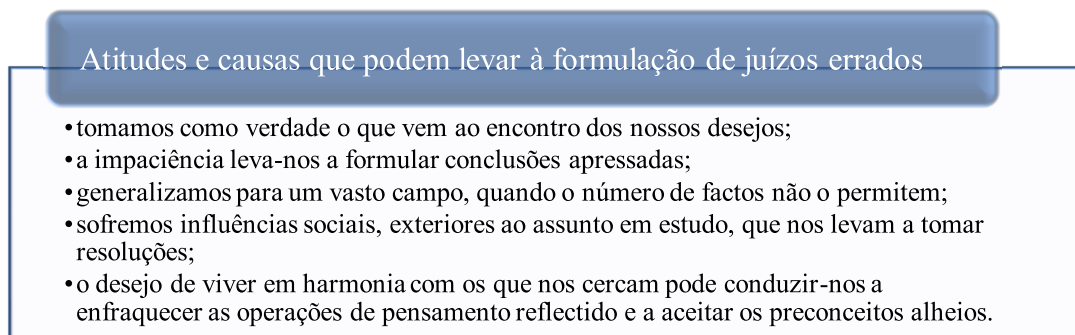 Atitudes e causas que podem levar à formulação de juízos errados
•tomamos como verdade o que vem ao encontro dos nossos desejos;
•a impaciência leva-nos a formular conclusões apressadas;
•generalizamos para um vasto campo, quando o número de factos não o permitem;
•sofremos influências sociais, exteriores ao assunto em estudo, que nos levam a tomar
resoluções;
•o desejo de viver em harmonia com os que nos cercam pode conduzir-nos a
enfraquecer as operações de pensamento reflectido e a aceitar os preconceitos alheios.